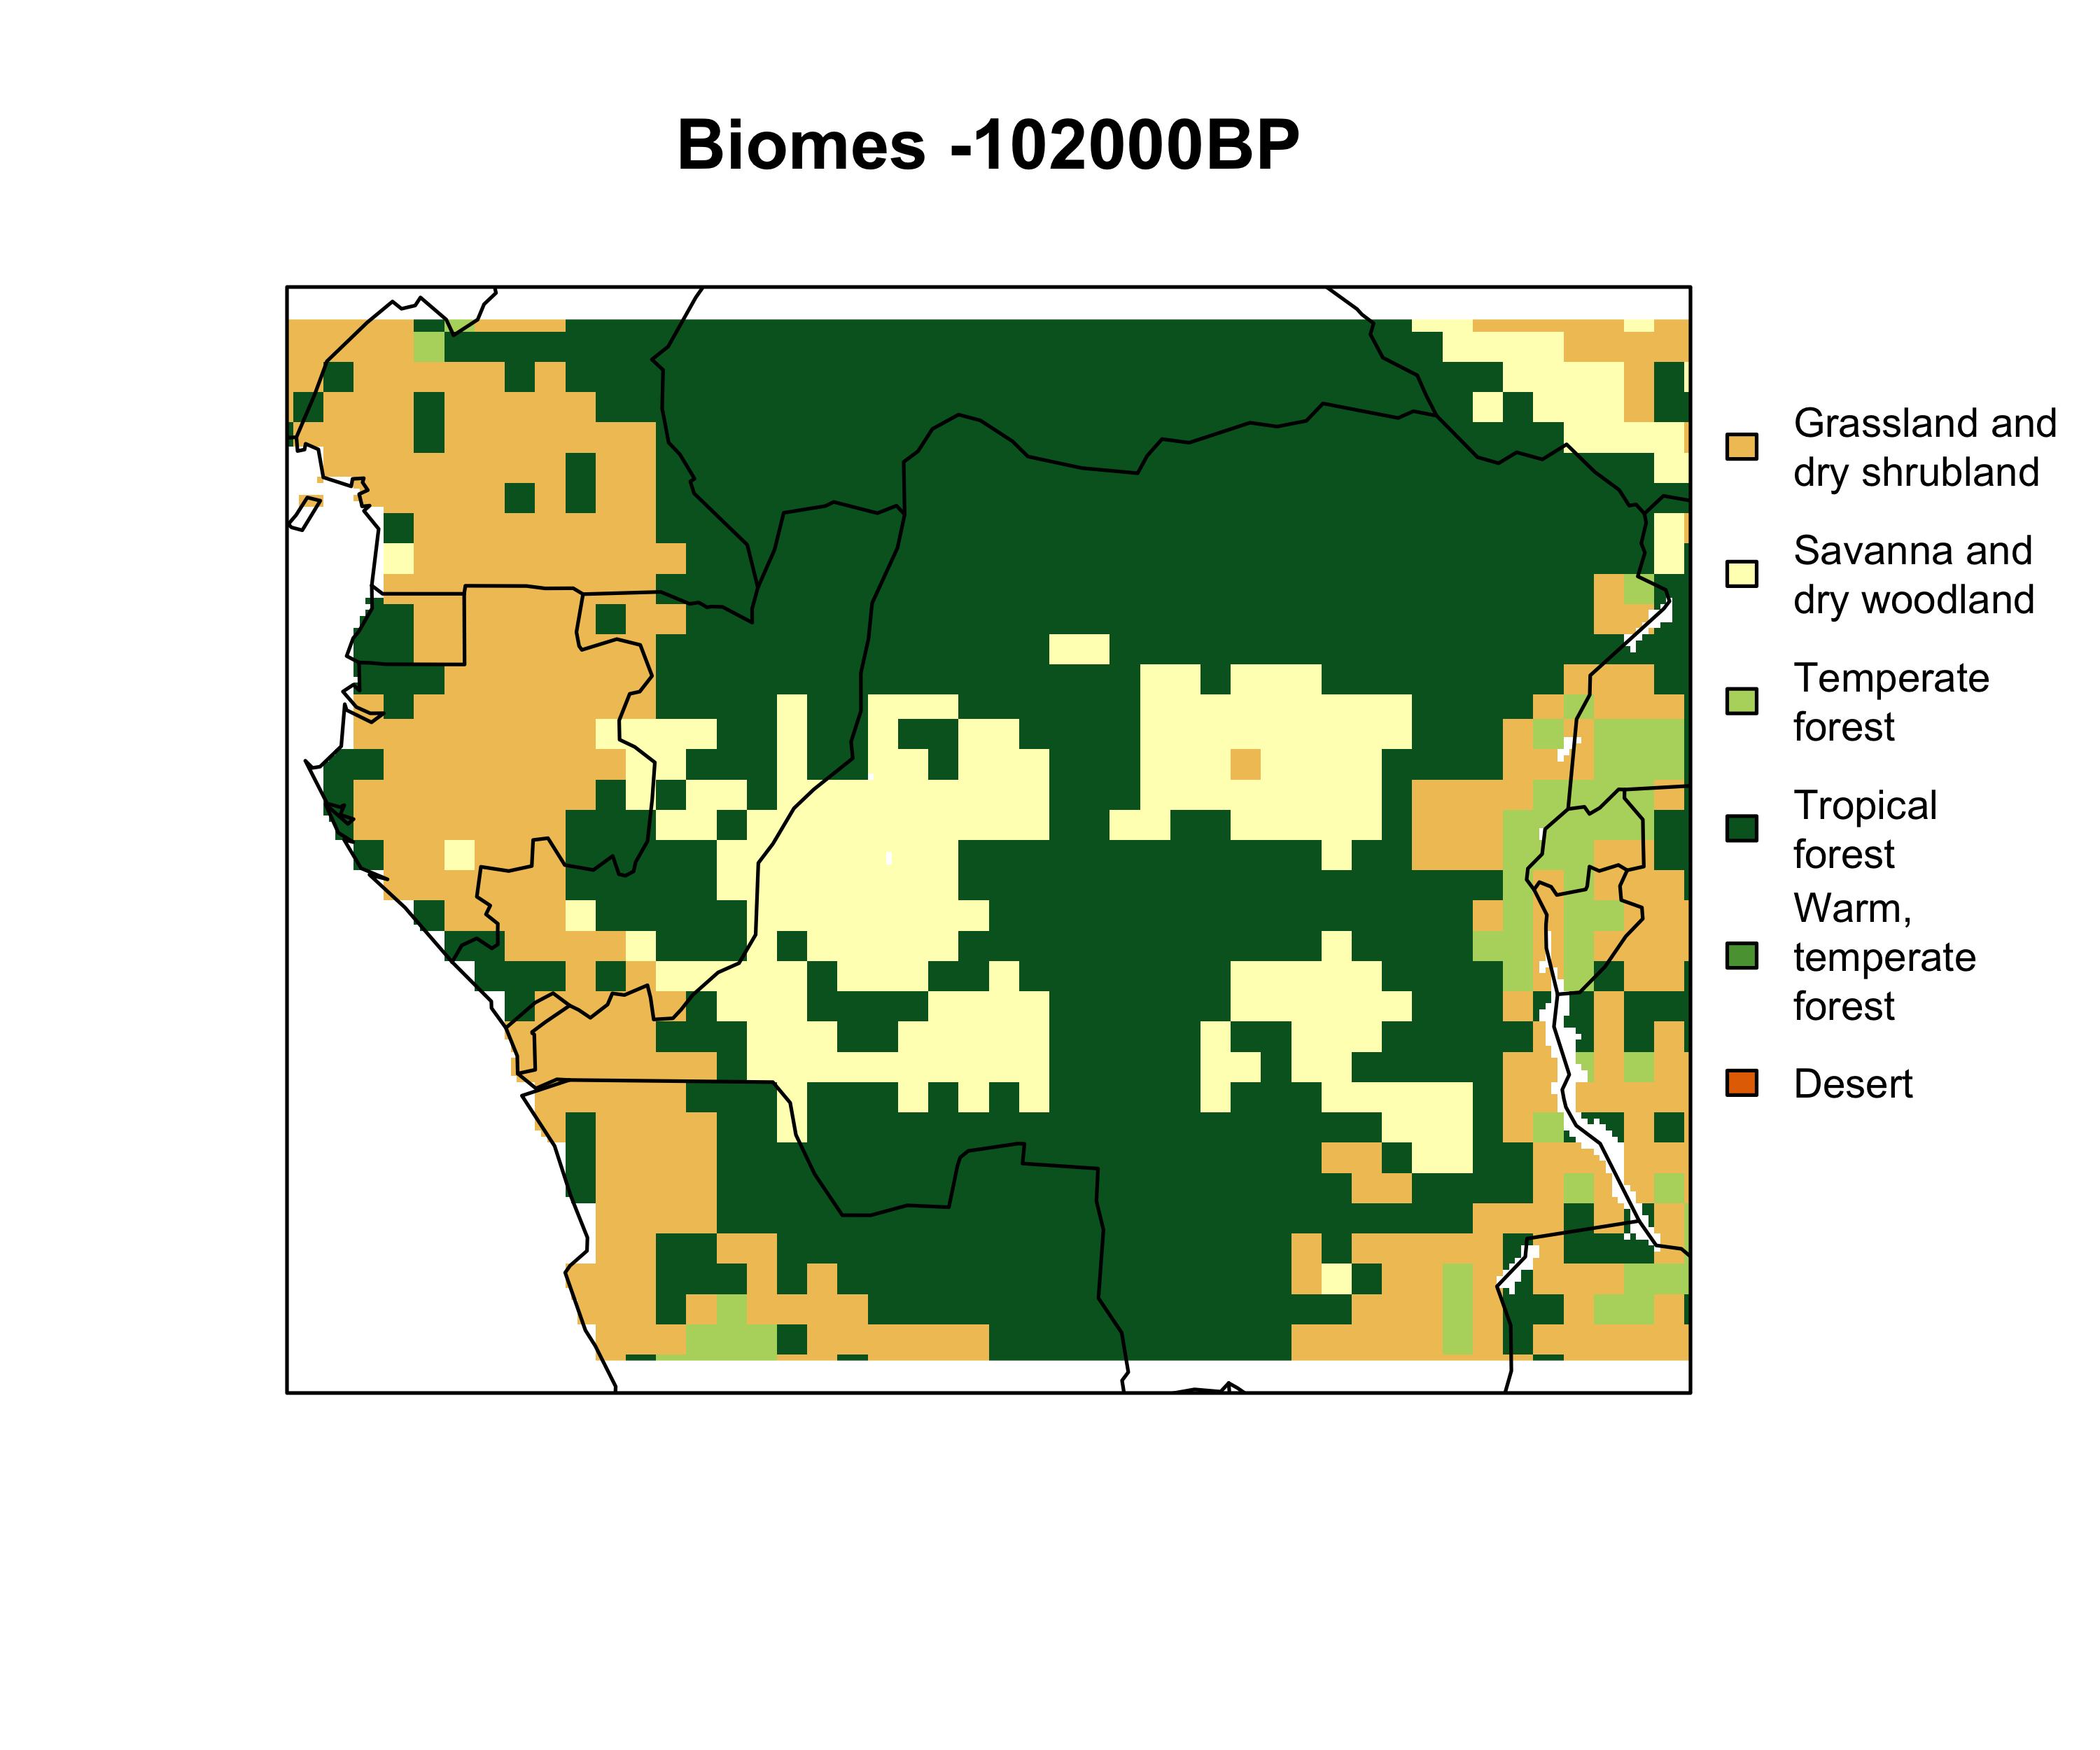 Biomes -102000BP
Grassland and
dry shrubland
Savanna and
dry woodland
Temperate
forest
Tropical
forest
Warm,
temperate
forest
Desert